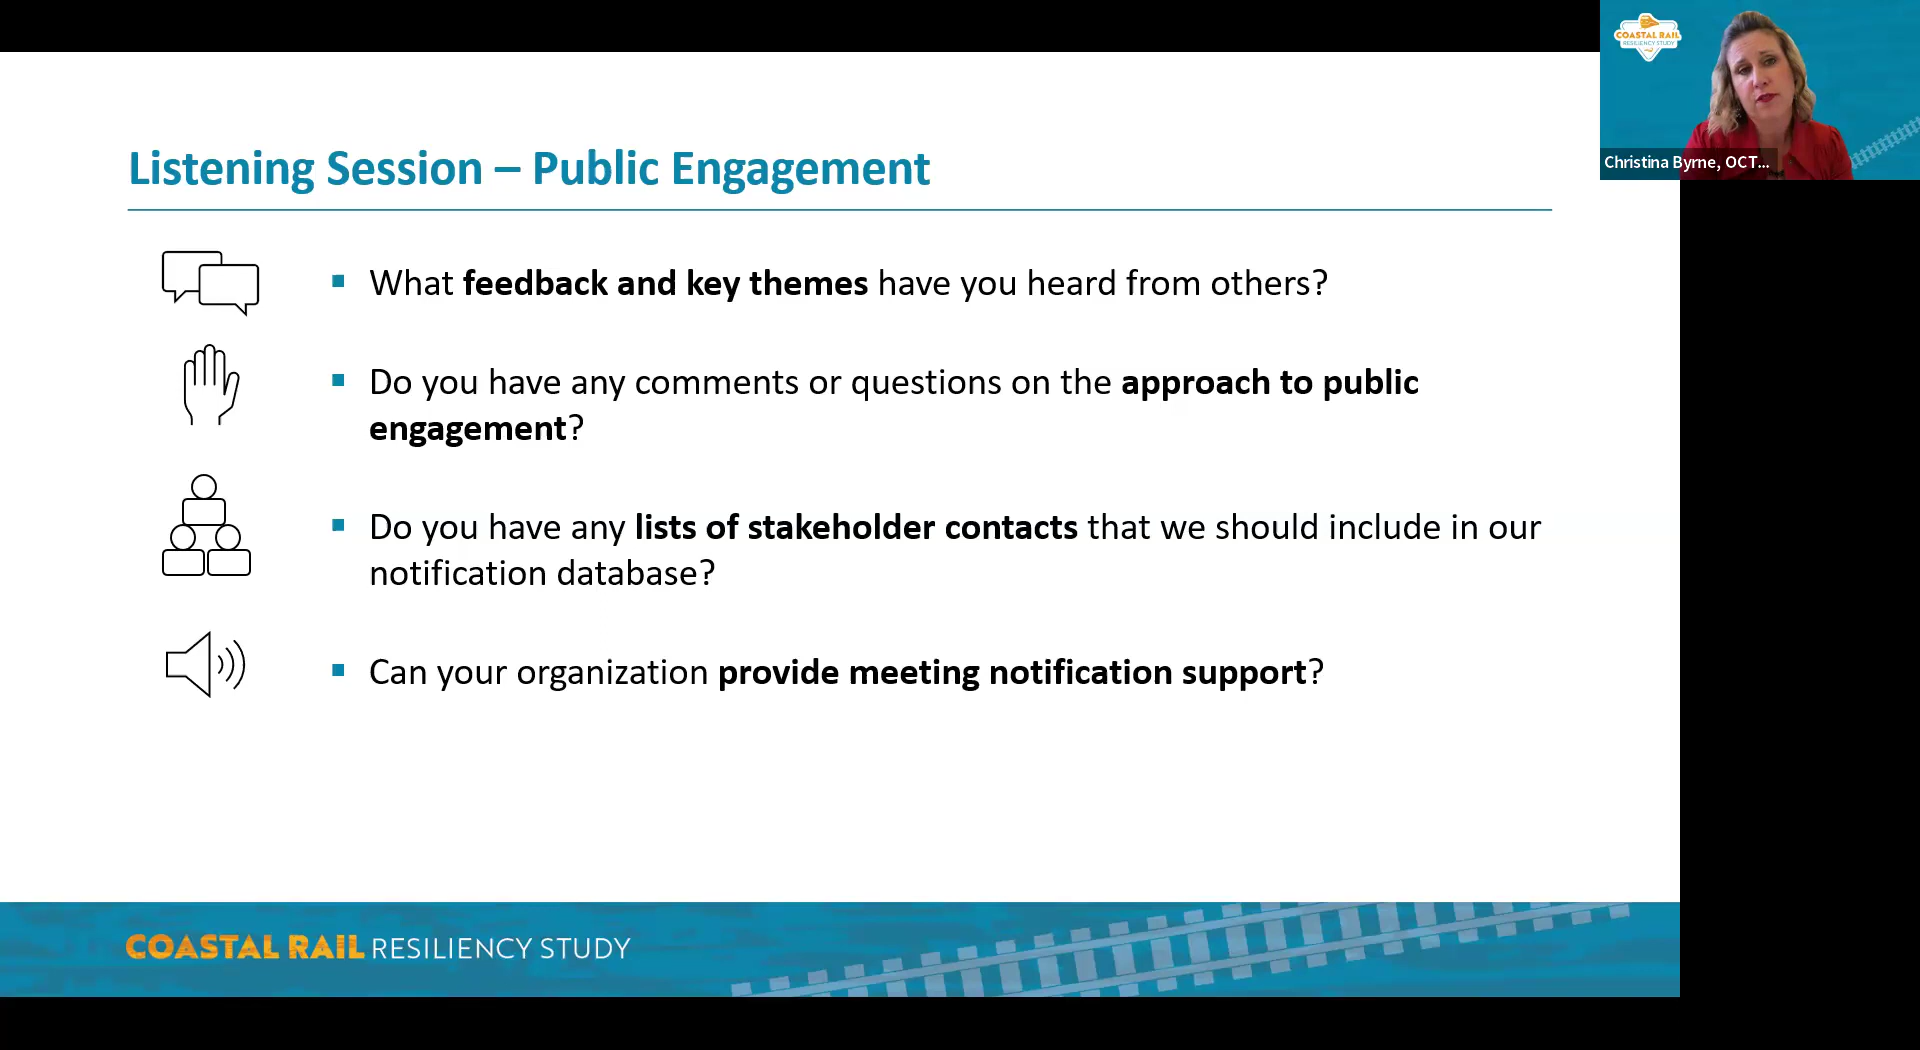 COASTAL RAIL
RESILIENCY STUDY
Christina Byrne, OCT...
Listening Session – Public Engagement
▪ What feedback and key themes have you heard from others?
▪ Do you have any comments or questions on the approach to public
engagement?
▪ Do you have any lists of stakeholder contacts that we should include in our
notification database?
▪ Can your organization provide meeting notification support?
COASTAL RAIL RESILIENCY STUDY